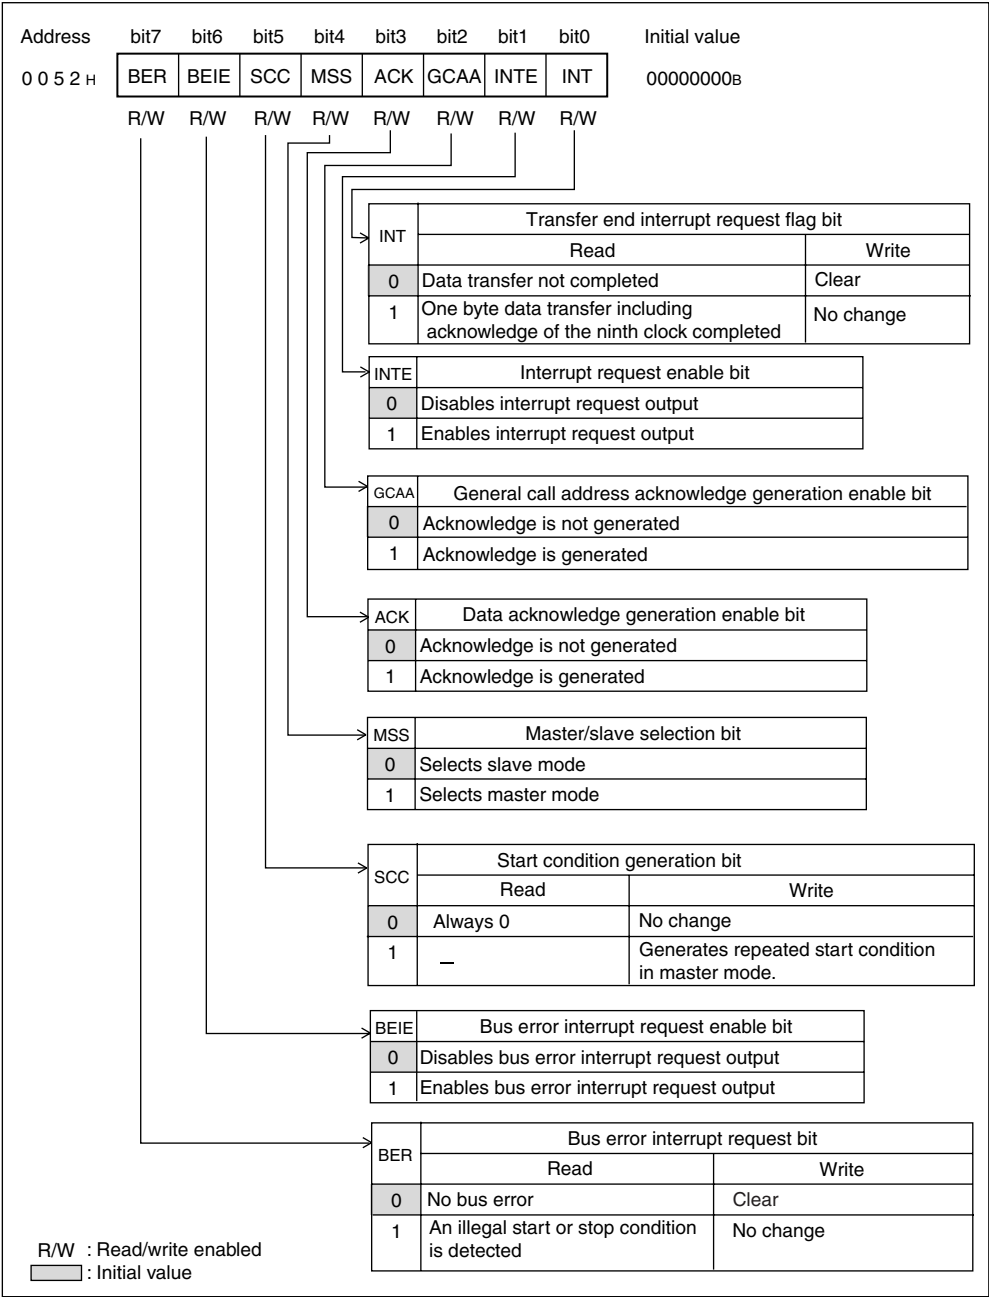 Address bit7 bit6 bit5 bit4 bit3 bit2 bit1 bit0 Initial value
0 0 5 2 H BER BEIE SCC MSS ACK GCAA INTE INT 00000000B
R/W R/W R/W R/W R/W R/W R/W R/W
INT Transfer end interrupt request flag bit
Read Write
0 Data transfer not completed Clear
1 One byte data transfer including
acknowledge of the ninth clock completed No change
INTE Interrupt request enable bit
0 Disables interrupt request output
1 Enables interrupt request output
GCAA General call address acknowledge generation enable bit
0 Acknowledge is not generated
1 Acknowledge is generated
ACK Data acknowledge generation enable bit
0 Acknowledge is not generated
1 Acknowledge is generated
MSS Master/slave selection bit
0 Selects slave mode
1 Selects master mode
SCC Start condition generation bit
Read Write
0 Always 0 No change
1 – Generates repeated start condition
in master mode.
BEIE Bus error interrupt request enable bit
0 Disables bus error interrupt request output
1 Enables bus error interrupt request output
BER Bus error interrupt request bit
Read Write
0 No bus error Clear
1 An illegal start or stop condition
is detected No change
R/W : Read/write enabled
: Initial value